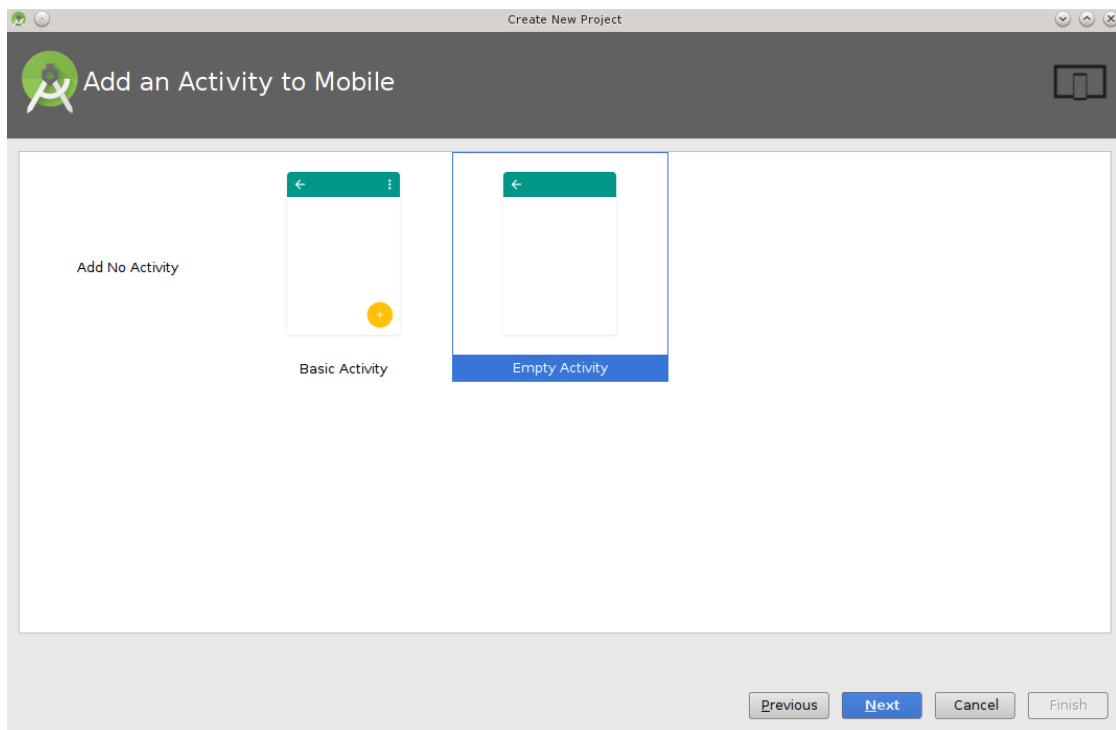 Create New Project
Add an Activity to Mobile
Add No Activity
Basic Activity
Empty Activity
Previous
Next
Cancel
Finish